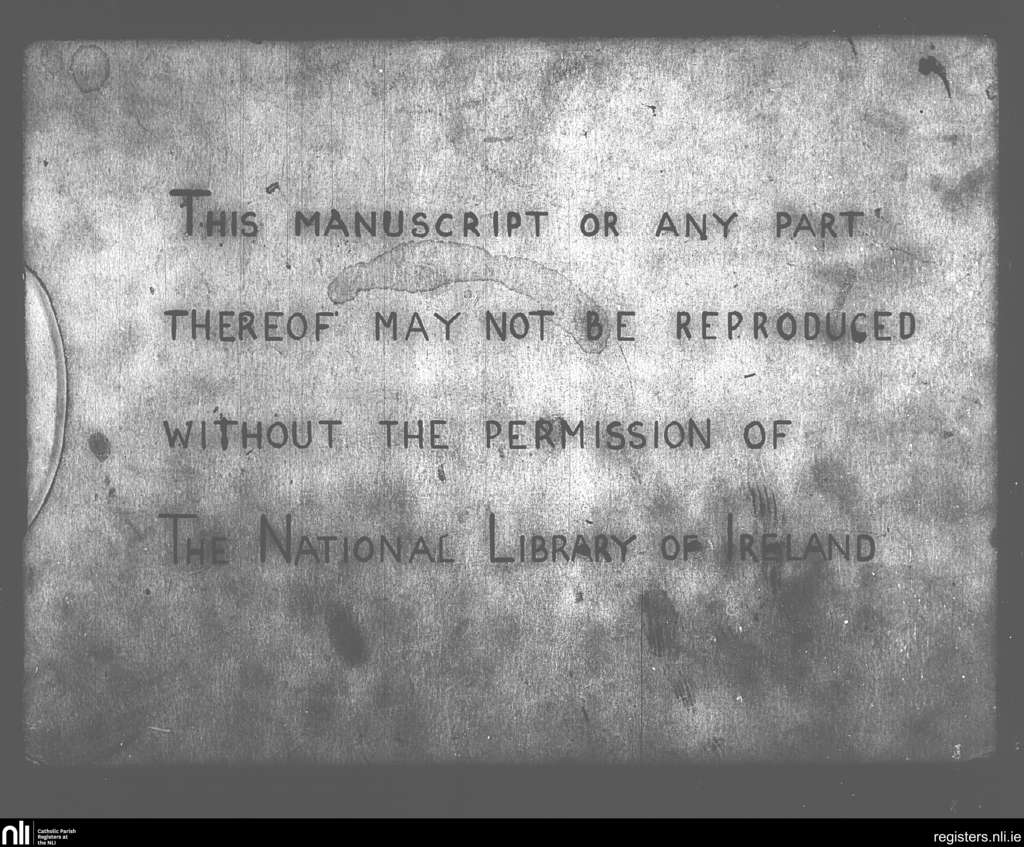 This manuscript or any part
thereof may not be reproduced
without the permission of
The National Library of Ireland
nli
Catholic Parish
Registers at
the NLI
registers.nli.ie